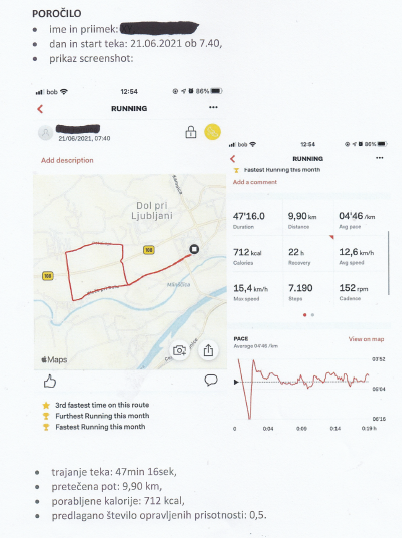 POROČILO
• ime in priimek:
• dan in start teka: 21.06.2021 ob 7.40,
• prikaz screenshot:
bob 12:54 86%
RUNNING
21/06/2021, 07:40
Add description
Dol pri
Ljubljani
108
108
Maps
3rd fastest time on this route
Furthest Running this month
Fastest Running this month
bob 12:54 86%
RUNNING
Fastest Running this month
Add a comment
47'16.0 9,90 km 04'46 /km
Duration Distance Avg pace
712 kcal 22 h 12,6 km/h
Calories Recovery Avg speed
15,4 km/h 7.190 152 rpm
Max speed Steps Cadence
PACE View on map
Average 04'46 /km
03'52
06'04
06'16
0 0:04 0:09 0:14 0:19 h
• trajanje teka: 47min 16sek,
• pretečena pot: 9,90 km,
• porabljene kalorije: 712 kcal,
• predlagano število opravljenih prisotnosti: 0,5.